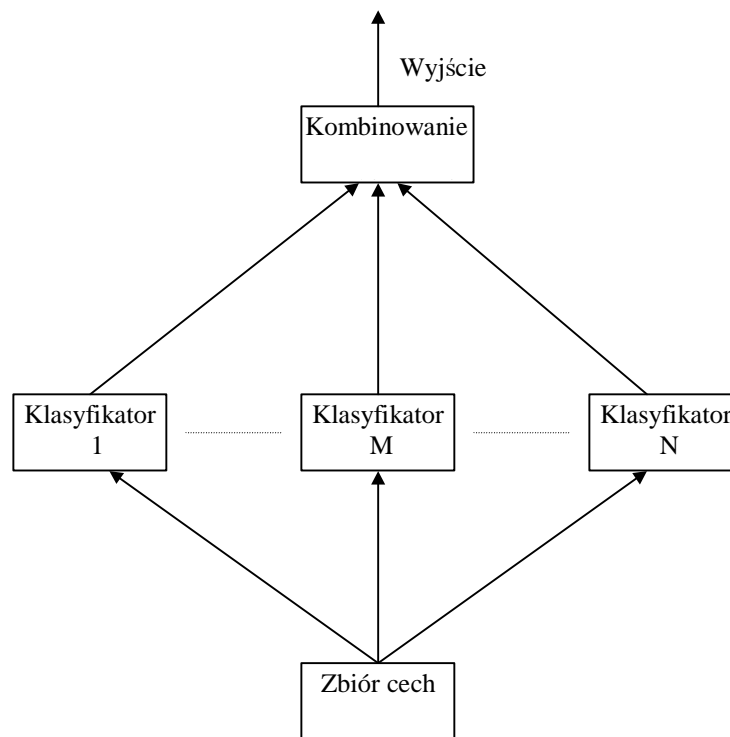 Wyjście
Kombinowanie
Klasyfikator
1
Klasyfikator
M
Klasyfikator
N
Zbiór cech